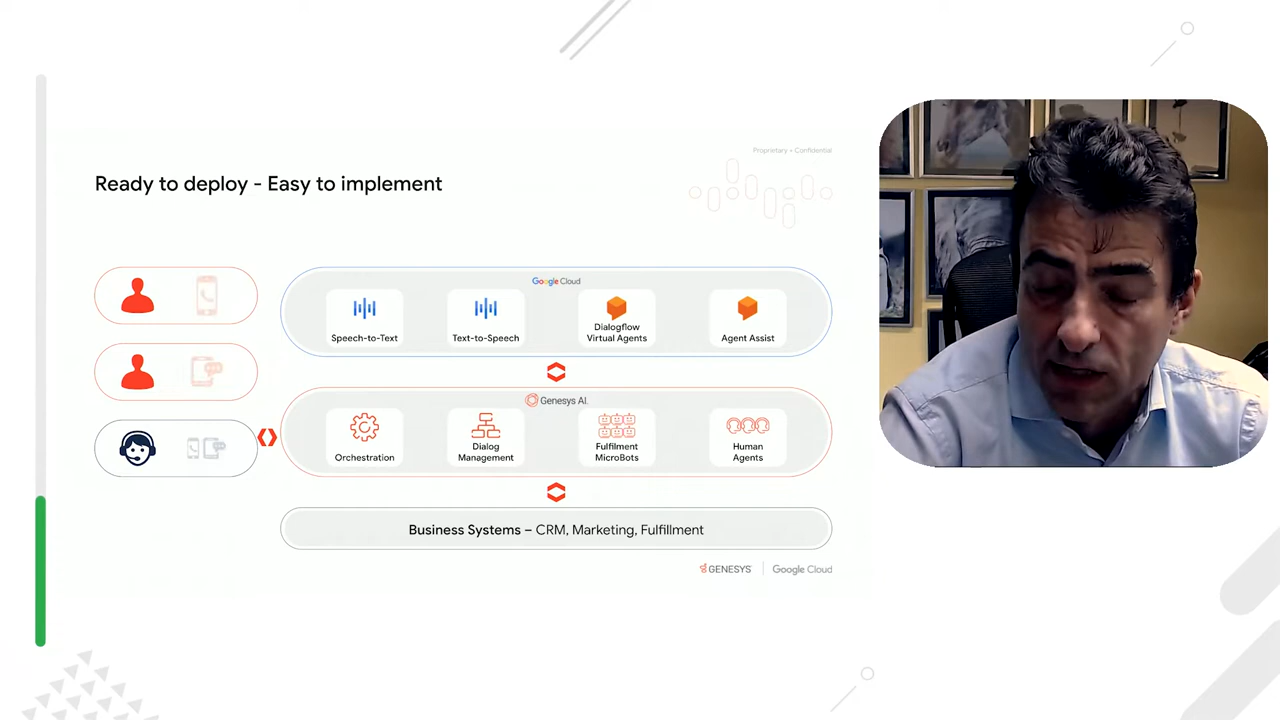 Proprietary + Confidential
Ready to deploy - Easy to implement
Google Cloud
Speech-to-Text
Text-to-Speech
Dialogflow
Virtual Agents
Agent Assist
Genesys AI.
Orchestration
Dialog
Management
Fulfilment
MicroBots
Human
Agents
Business Systems – CRM, Marketing, Fulfillment
GENESYS
Google Cloud